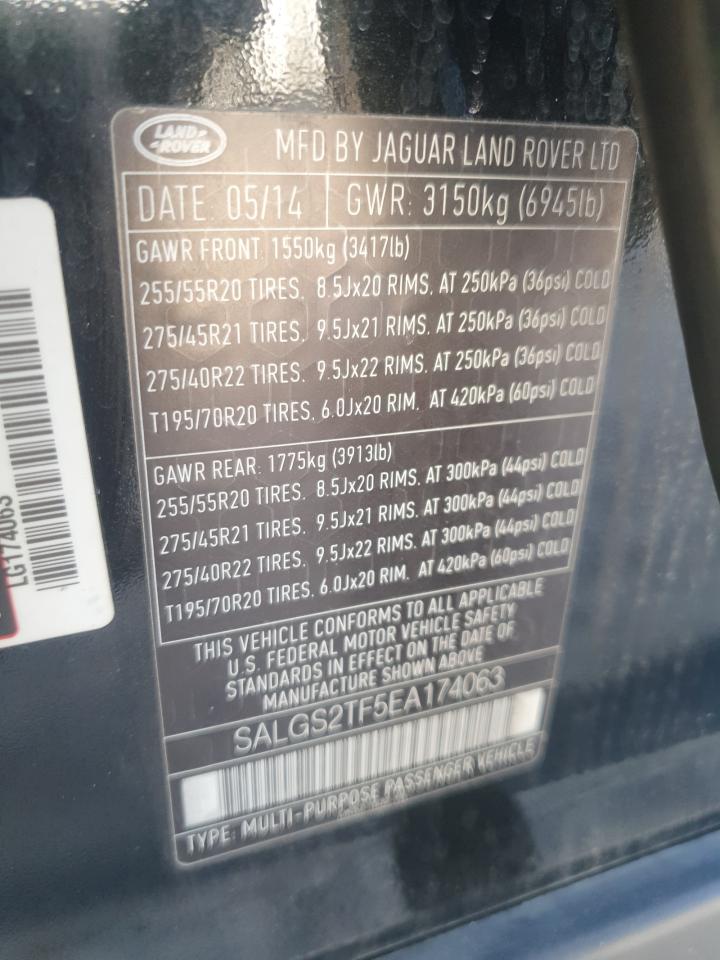 LAND ROVER
MFD BY JAGUAR LAND ROVER LTD
DATE: 05/14 GWR: 3150kg (6945lb)
GAWR FRONT: 1550kg (3417lb)
255/55R20 TIRES, 8.5Jx20 RIMS, AT 250kPa (36psi) COLD
275/45R21 TIRES, 9.5Jx21 RIMS, AT 250kPa (36psi) COLD
275/40R22 TIRES, 9.5Jx22 RIMS, AT 250kPa (36psi) COLD
T195/70R20 TIRES, 6.0Jx20 RIM, AT 420kPa (60psi) COLD
GAWR REAR: 1775kg (3913lb)
255/55R20 TIRES, 8.5Jx20 RIMS, AT 300kPa (44psi) COLD
275/45R21 TIRES, 9.5Jx21 RIMS, AT 300kPa (44psi) COLD
275/40R22 TIRES, 9.5Jx22 RIMS, AT 300kPa (44psi) COLD
T195/70R20 TIRES, 6.0Jx20 RIM, AT 420kPa (60psi) COLD
THIS VEHICLE CONFORMS TO ALL APPLICABLE
U.S. FEDERAL MOTOR VEHICLE SAFETY
STANDARDS IN EFFECT ON THE DATE OF
MANUFACTURE SHOWN ABOVE
SALGS2TF5EA174063
TYPE: MULTI-PURPOSE PASSENGER VEHICLE
LG174063